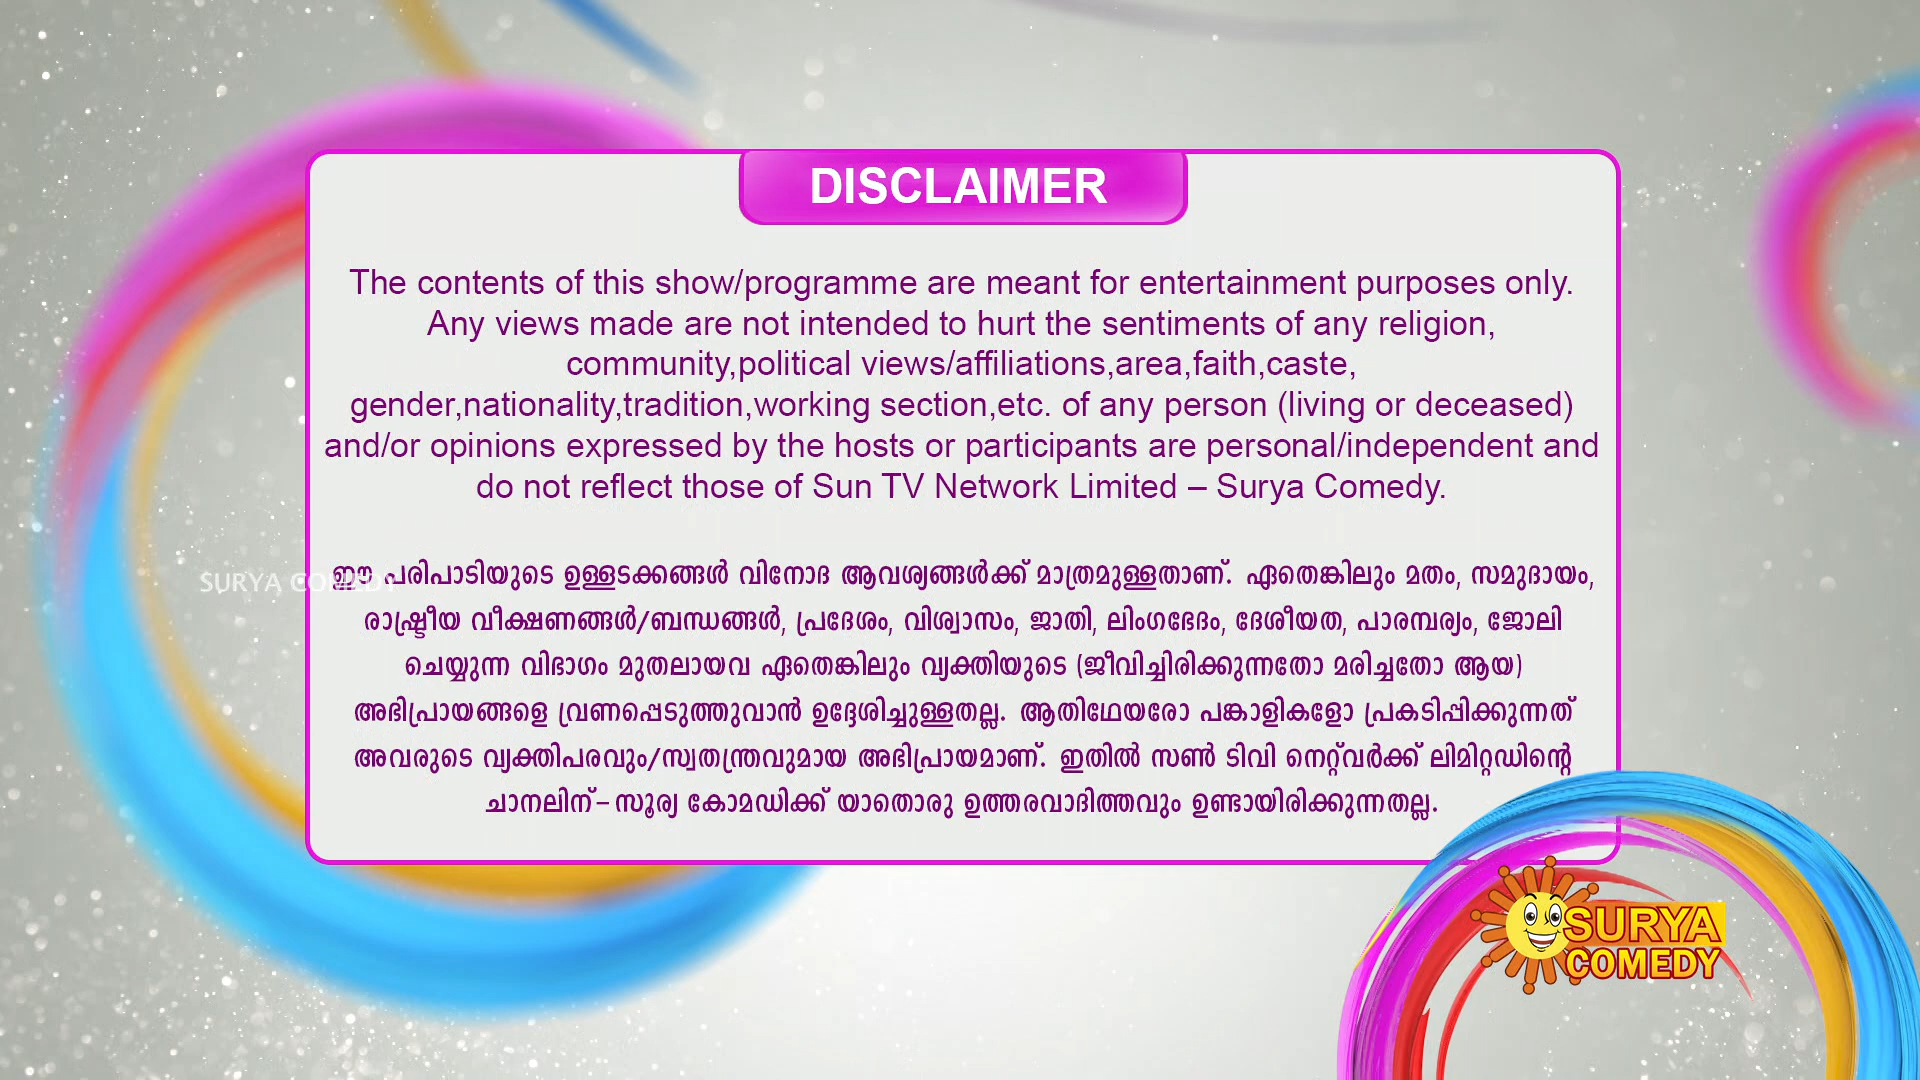 DISCLAIMER
The contents of this show/programme are meant for entertainment purposes only.
Any views made are not intended to hurt the sentiments of any religion,
community,political views/affiliations,area,faith,caste,
gender,nationality,tradition,working section,etc. of any person (living or deceased)
and/or opinions expressed by the hosts or participants are personal/independent and
do not reflect those of Sun TV Network Limited – Surya Comedy.
ഈ പരിപാടിയുടെ ഉള്ളടക്കങ്ങൾ വിനോദ ആവശ്യങ്ങൾക്ക് മാത്രമുള്ളതാണ്. ഏതെങ്കിലും മതം, സമുദായം,
രാഷ്ട്രീയ വീക്ഷണങ്ങൾ/ബന്ധങ്ങൾ, പ്രദേശം, വിശ്വാസം, ജാതി, ലിംഗഭേദം, ദേശീയത, പാരമ്പര്യം, ജോലി
ചെയ്യുന്ന വിഭാഗം മുതലായവ ഏതെങ്കിലും വ്യക്തിയുടെ (ജീവിച്ചിരിക്കുന്നതോ മരിച്ചതോ ആയ)
അഭിപ്രായങ്ങളെ വ്രണപ്പെടുത്തുവാൻ ഉദ്ദേശിച്ചുള്ളതല്ല. ആതിഥേയരോ പങ്കാളികളോ പ്രകടിപ്പിക്കുന്നത്
അവരുടെ വ്യക്തിപരവും/സ്വതന്ത്രവുമായ അഭിപ്രായമാണ്. ഇതിൽ സൺ ടിവി നെറ്റ്‌വർക്ക് ലിമിറ്റഡിന്റെ
ചാനലിന്–സൂര്യ കോമഡിക്ക് യാതൊരു ഉത്തരവാദിത്തവും ഉണ്ടായിരിക്കുന്നതല്ല.
SURYA COMEDY
SURYA
COMEDY